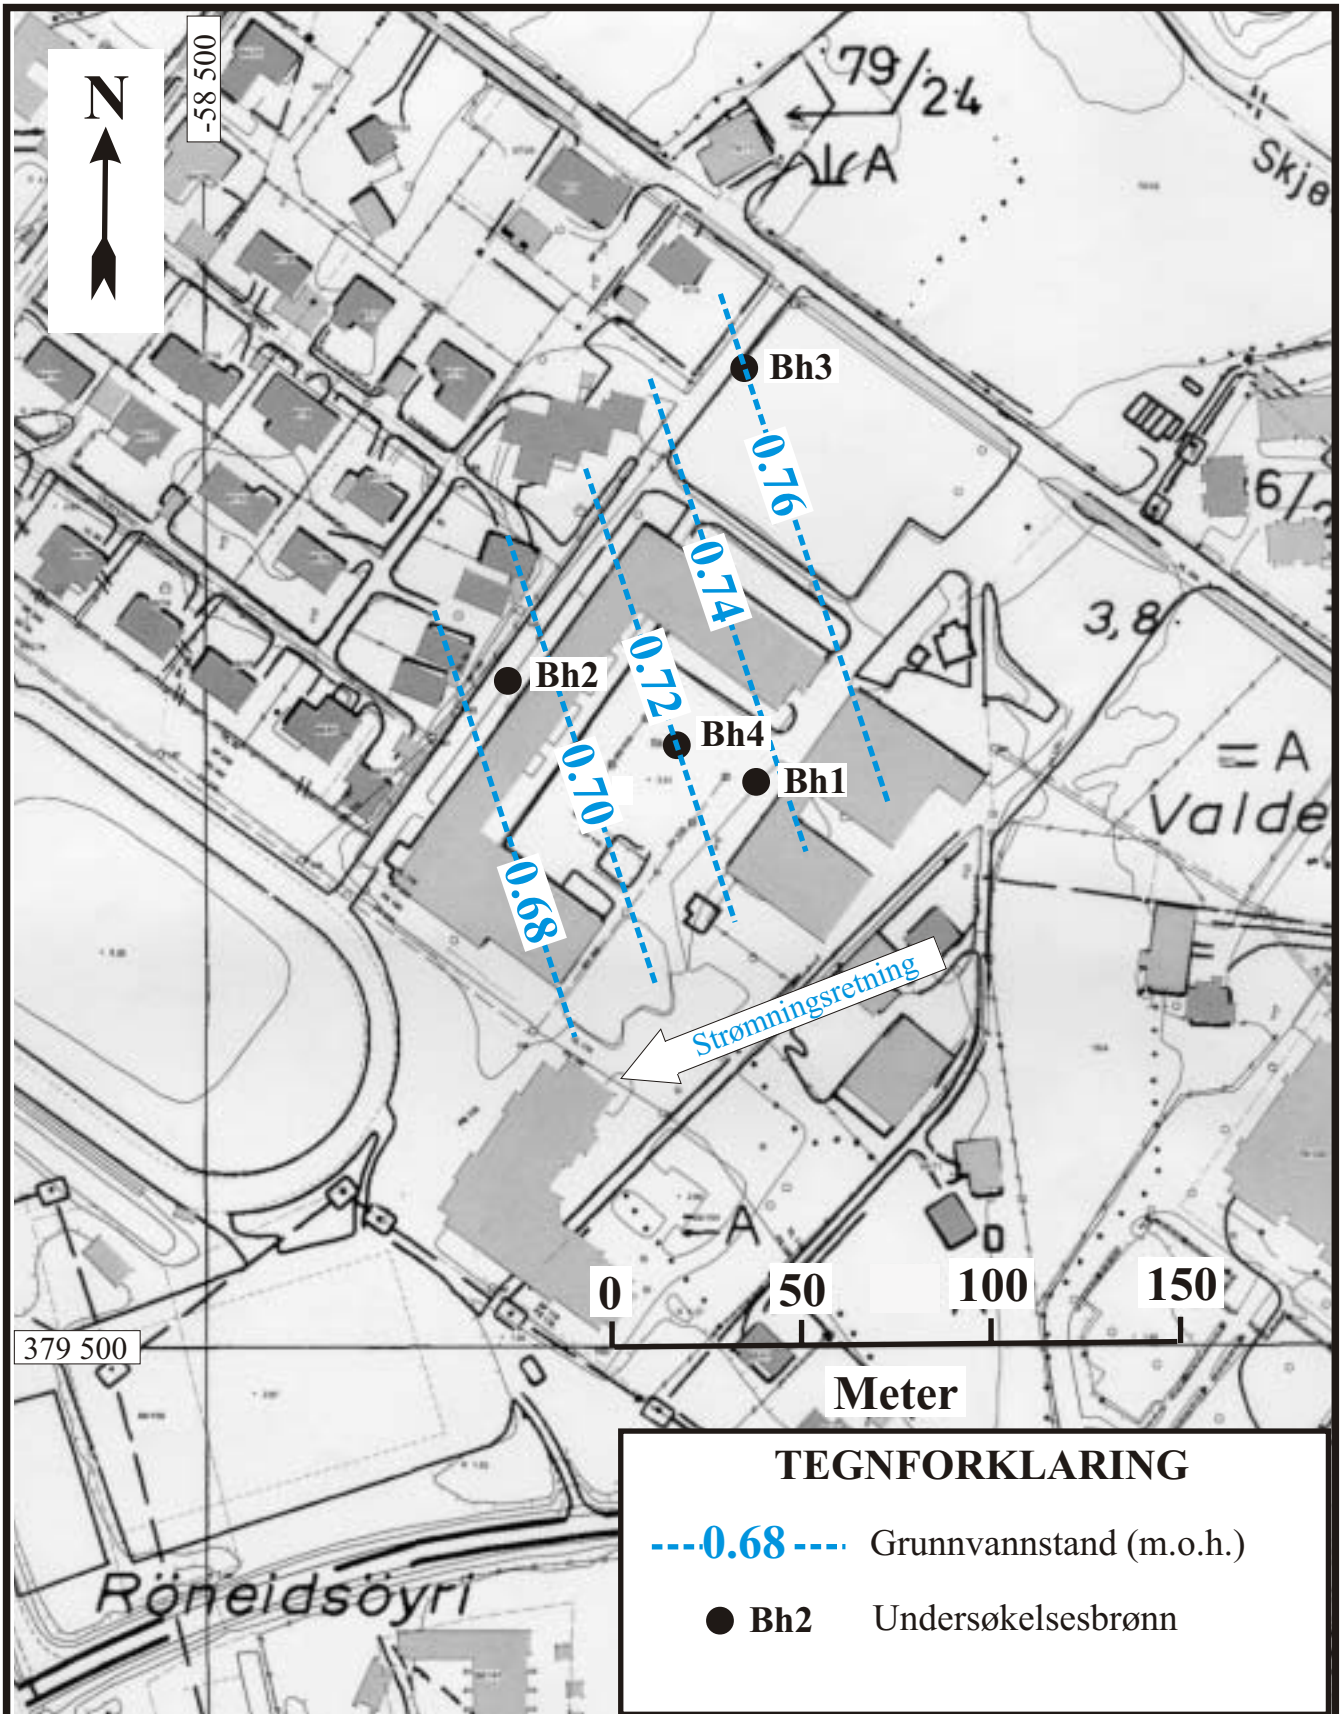 -58 500
N
79/24
A
Skjø
Bh3
0.76
6/
0.74
3,8
Bh2
0.72
Bh4
Bh1
= A
Valde
0.70
0.68
Strømningsretning
A
0 50 100 150
379 500
Meter
TEGNFORKLARING
0.68 Grunnvannstand (m.o.h.)
Bh2 Undersøkelsesbrønn
Röneidsöyri